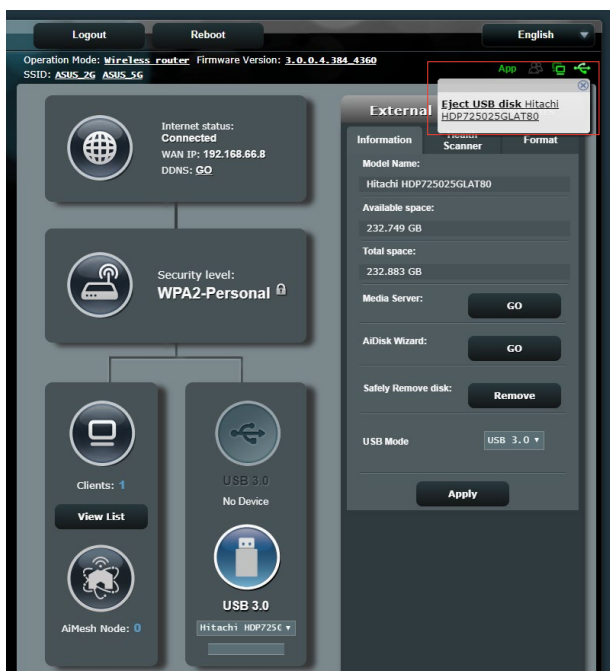 Logout
Reboot
English
Operation Mode: Wireless router Firmware Version: 3.0.0.4.384_4360
SSID: ASUS_2G ASUS_5G
App
Eject USB disk Hitachi
HDP725025GLAT80
External
Internet status:
Connected
WAN IP: 192.168.66.8
DDNS: GO
Security level:
WPA2-Personal
Clients: 1
View List
AiMesh Node: 0
USB 3.0
No Device
USB 3.0
Hitachi HDP725
Information
Health
Scanner
Format
Model Name:
Hitachi HDP725025GLAT80
Available space:
232.749 GB
Total space:
232.883 GB
Media Server:
GO
AiDisk Wizard:
GO
Safely Remove disk:
Remove
USB Mode
USB 3.0
Apply